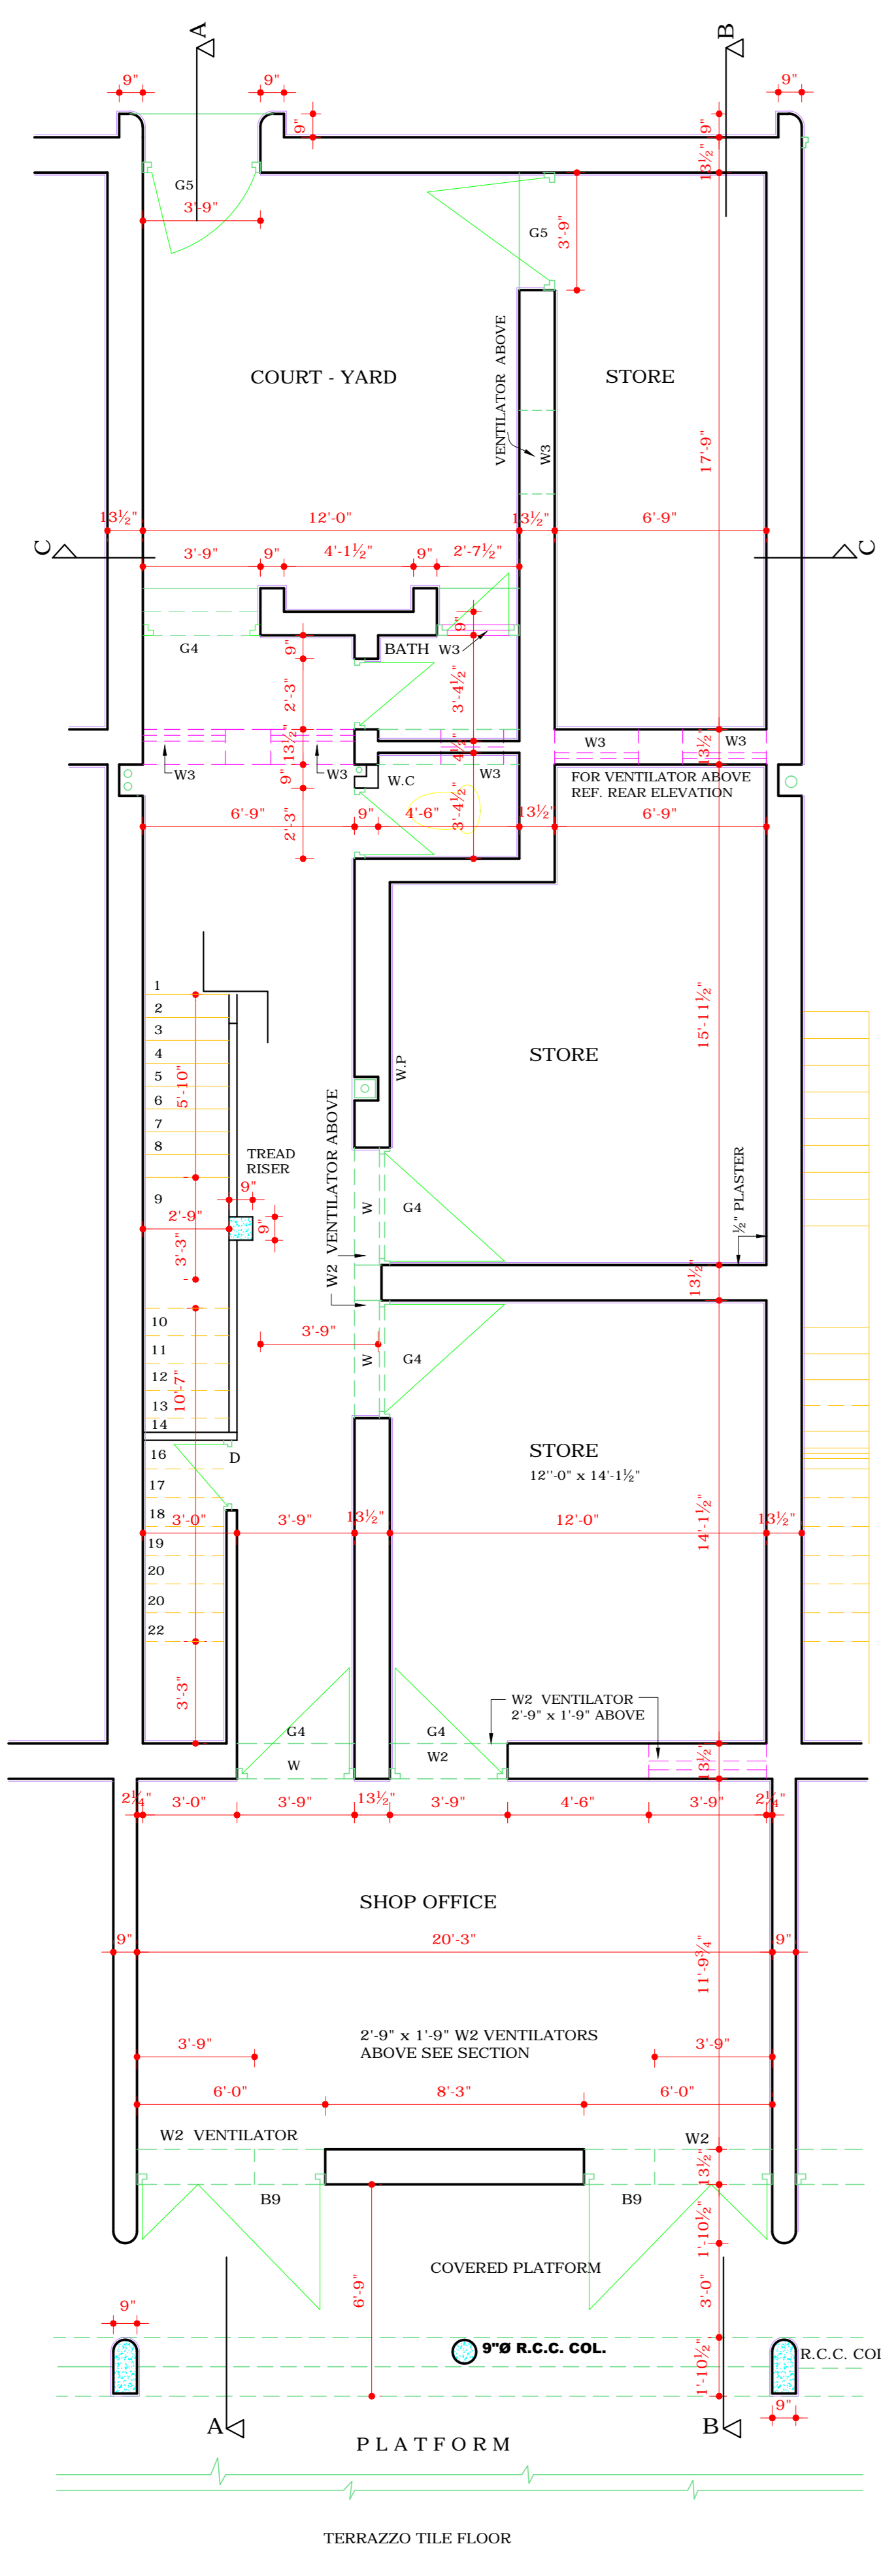 A
B
9"
9"
9"
9"
9"
13½"
G5
3'-9"
G5
3'-9"
COURT - YARD
STORE
VENTILATOR ABOVE
W3
17'-9"
13½"
12'-0"
13½"
6'-9"
C
C
3'-9"
9"
4'-1½"
9"
2'-7½"
G4
9"
BATH
W3
9"
2'-3"
3'-4½"
W3
13½"
W3
4½"
W3
W3
W3
13½"
9"
W.C
FOR VENTILATOR ABOVE
REF. REAR ELEVATION
6'-9"
2'-3"
9"
4'-6"
3'-4½"
13½"
6'-9"
1
2
3
4
5
6
7
8
5'-10"
W.P
STORE
15'-11½"
TREAD
RISER
9
9"
2'-9"
9"
3'-3"
W2 VENTILATOR ABOVE
W
G4
½" PLASTER
13½"
10
11
12
13
14
10'-7"
3'-9"
W
G4
STORE
12''-0" x 14'-1½"
D
16
17
18
19
20
20
22
3'-0"
3'-9"
13½"
12'-0"
14'-1½"
13½"
3'-3"
W2 VENTILATOR
2'-9" x 1'-9" ABOVE
G4
G4
W
W2
13½"
2¼"
3'-0"
3'-9"
13½"
3'-9"
4'-6"
3'-9"
2¼"
SHOP OFFICE
9"
20'-3"
11'-9¾"
9"
3'-9"
2'-9" x 1'-9" W2 VENTILATORS
ABOVE SEE SECTION
3'-9"
6'-0"
8'-3"
6'-0"
W2 VENTILATOR
W2
13½"
B9
B9
1'-10½"
COVERED PLATFORM
6'-9"
3'-0"
9"
9"Ø R.C.C. COL.
R.C.C. COL
1'-10½"
9"
A
B
PLATFORM
TERRAZZO TILE FLOOR